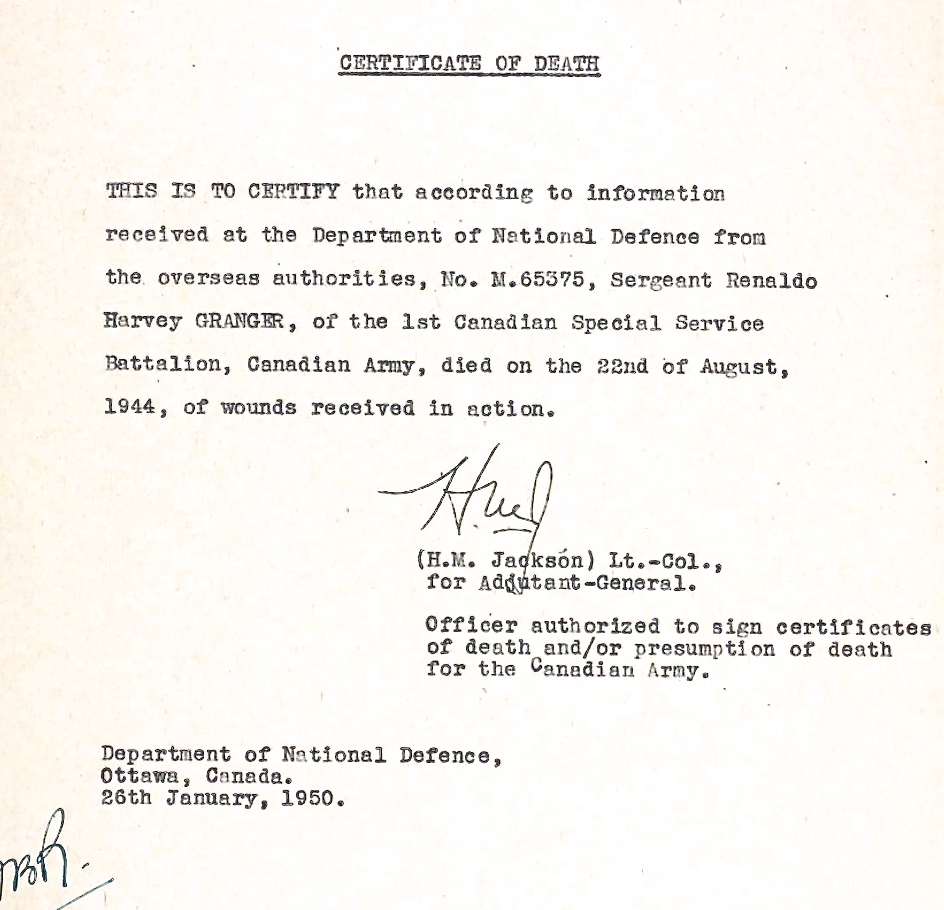 CERTIFICATE OF DEATH
THIS IS TO CERTIFY that according to information
received at the Department of National Defence from
the overseas authorities, No. M.65375, Sergeant Renaldo
Harvey GRANGER, of the 1st Canadian Special Service
Battalion, Canadian Army, died on the 22nd of August,
1944, of wounds received in action.
(H.M. Jackson) Lt.-Col.,
for Adjutant-General.
Officer authorized to sign certificates
of death and/or presumption of death
for the Canadian Army.
Department of National Defence,
Ottawa, Canada.
26th January, 1950.